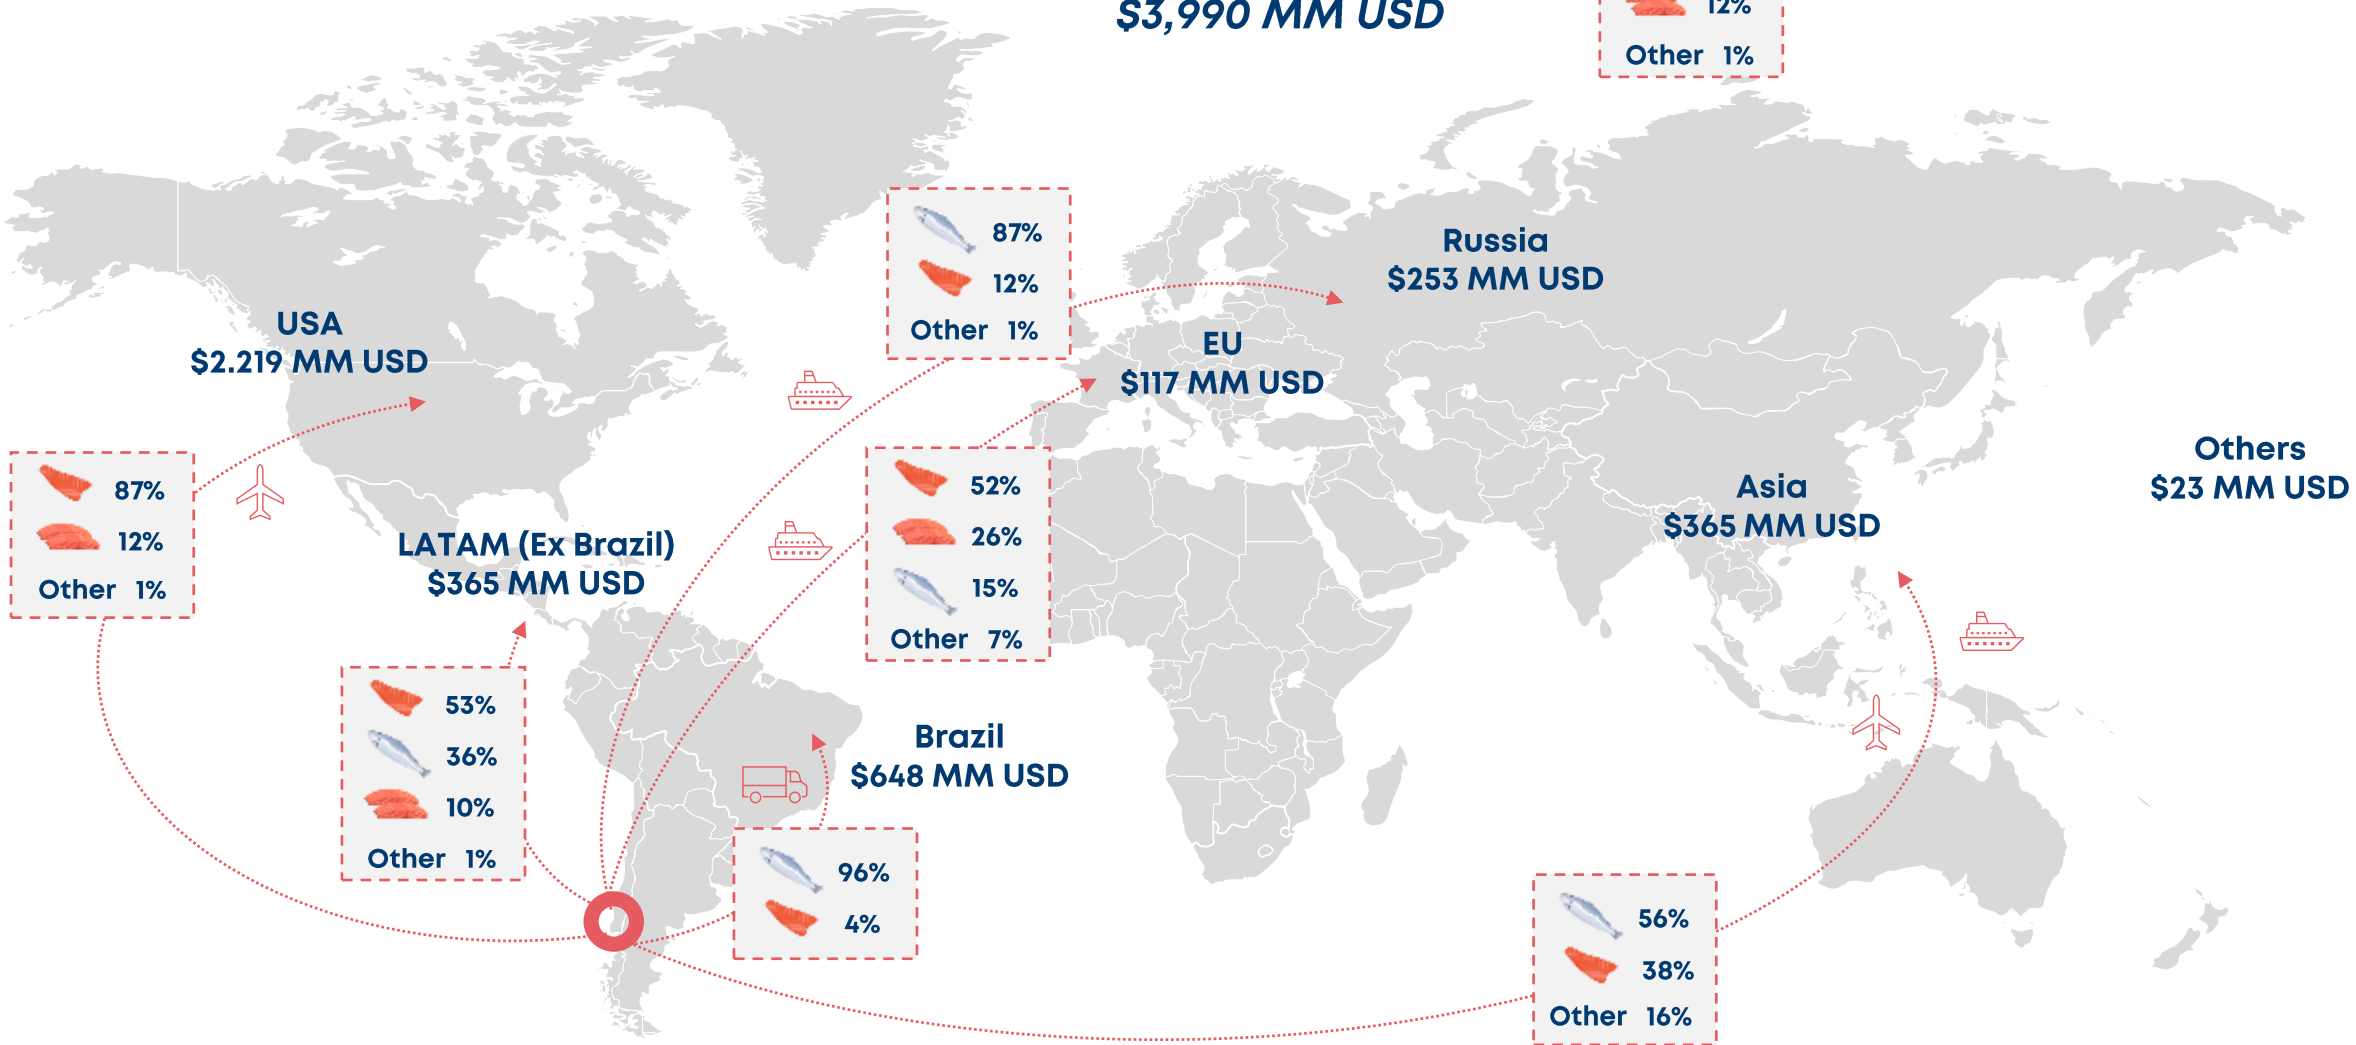 $3,990 MM USD
12%
Other 1%
87%
12%
Other 1%
Russia
$253 MM USD
USA
$2.219 MM USD
EU
$117 MM USD
Others
$23 MM USD
87%
12%
Other 1%
52%
26%
15%
Other 7%
Asia
$365 MM USD
LATAM (Ex Brazil)
$365 MM USD
53%
36%
10%
Other 1%
Brazil
$648 MM USD
96%
4%
56%
38%
Other 16%